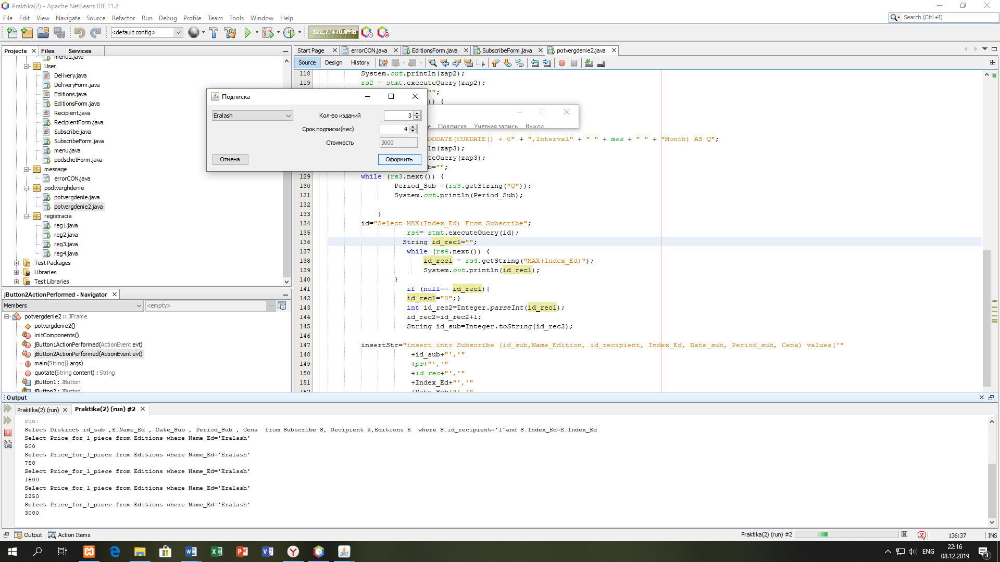 Praktika(2) - Apache NetBeans IDE 11.2
File Edit View Navigate Source Refactor Run Debug Profile Team Tools Window Help
Search (Ctrl+I)
<default config>
322,7/470,0MB
Projects Files Services
menu2.java
User
Delivery.java
DeliveryForm.java
Editions.java
EditionsForm.java
Recipient.java
RecipientForm.java
Subscribe.java
SubscribeForm.java
menu.java
podschetForm.java
message
errorCON.java
podtverghdenie
potvergdenie.java
potvergdenie2.java
registracia
reg1.java
reg2.java
reg3.java
reg4.java
Test Packages
Libraries
Test Libraries
jButton2ActionPerformed - Navigator
Members
<empty>
potvergdenie2 :: JFrame
potvergdenie2()
initComponents()
jButton1ActionPerformed(ActionEvent evt)
jButton2ActionPerformed(ActionEvent evt)
main(String[] args)
quotate(String content) : String
jButton1 : JButton
jButton2 : JButton
Start Page errorCON.java EditionsForm.java SubscribeForm.java potvergdenie2.java
Source Design History
118 System.out.println(zap2);
119 rs2 = stmt.executeQuery(zap2);
"";
)) {
Подписка
Eralash
Кол-во изданий 3
Срок подписки(мес) 4
Стоимость 3000
Отмена Оформить
е Подписка Учетная запись Выход
DDDATE(CURDATE() + 0" + ",Interval" + " " + mes + " " + "Month) AS Q";
ln(zap3);
teQuery(zap3);
b="";
129 while (rs3.next()) {
130 Period_Sub =(rs3.getString("Q"));
131 System.out.println(Period_Sub);
132
133 }
134 id="Select MAX(Index_Ed) From Subscribe";
135 rs4= stmt.executeQuery(id);
136 String id_rec1="";
137 while (rs4.next()) {
138 id_rec1 = rs4.getString("MAX(Index_Ed)");
139 System.out.println(id_rec1);
140 }
141 if (null== id_rec1){
142 id_rec1="0";}
143 int id_rec2=Integer.parseInt(id_rec1);
144 id_rec2=id_rec2+1;
145 String id_sub=Integer.toString(id_rec2);
146
147 insertStr="insert into Subscribe (id_sub,Name_Edition, id_recipient, Index_Ed, Date_sub, Period_sub, Cena) values('"
148 +id_sub+"','"
149 +pr+"','"
150 +id_rec+"','"
151 +Index_Ed+"','"
152 +Date_Sub+"','"
Output
Praktika(2) (run) Praktika(2) (run) #2
run:
Select Distinct id_sub ,E.Name_Ed , Date_Sub , Period_Sub , Cena  from Subscribe S, Recipient R,Editions E  where S.id_recipient='1'and S.Index_Ed=E.Index_Ed
Select Price_for_1_piece from Editions where Name_Ed='Eralash'
500
Select Price_for_1_piece from Editions where Name_Ed='Eralash'
750
Select Price_for_1_piece from Editions where Name_Ed='Eralash'
1500
Select Price_for_1_piece from Editions where Name_Ed='Eralash'
2250
Select Price_for_1_piece from Editions where Name_Ed='Eralash'
3000
Output Action Items
Praktika(2) (run) #2
2
136:37 INS
ENG
22:16
08.12.2019
3